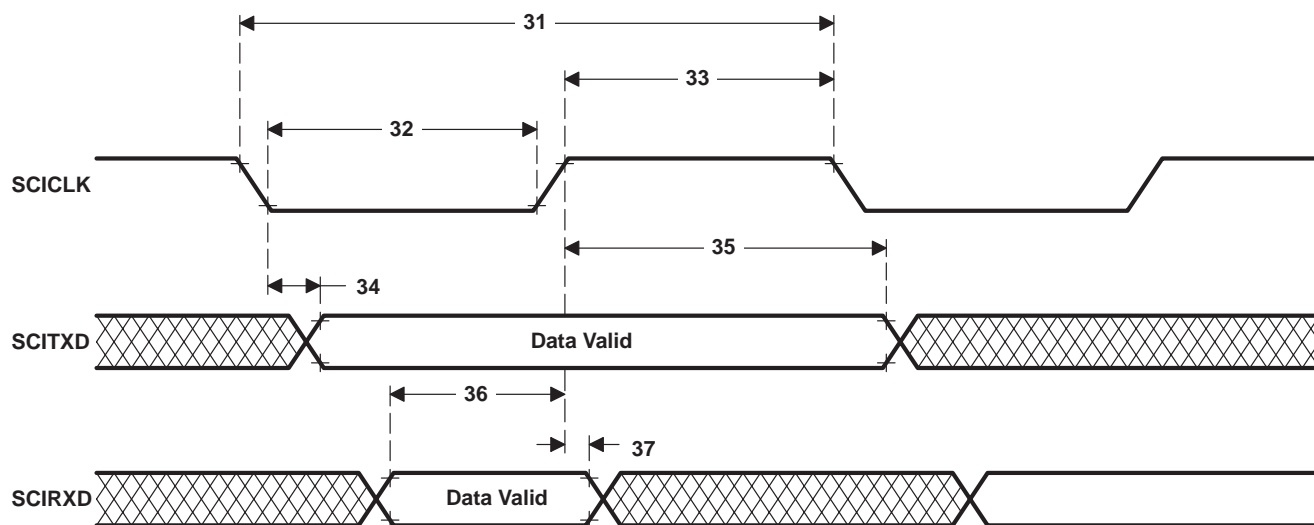 31
33
32
SCICLK
35
34
SCITXD
Data Valid
36
37
SCIRXD
Data Valid